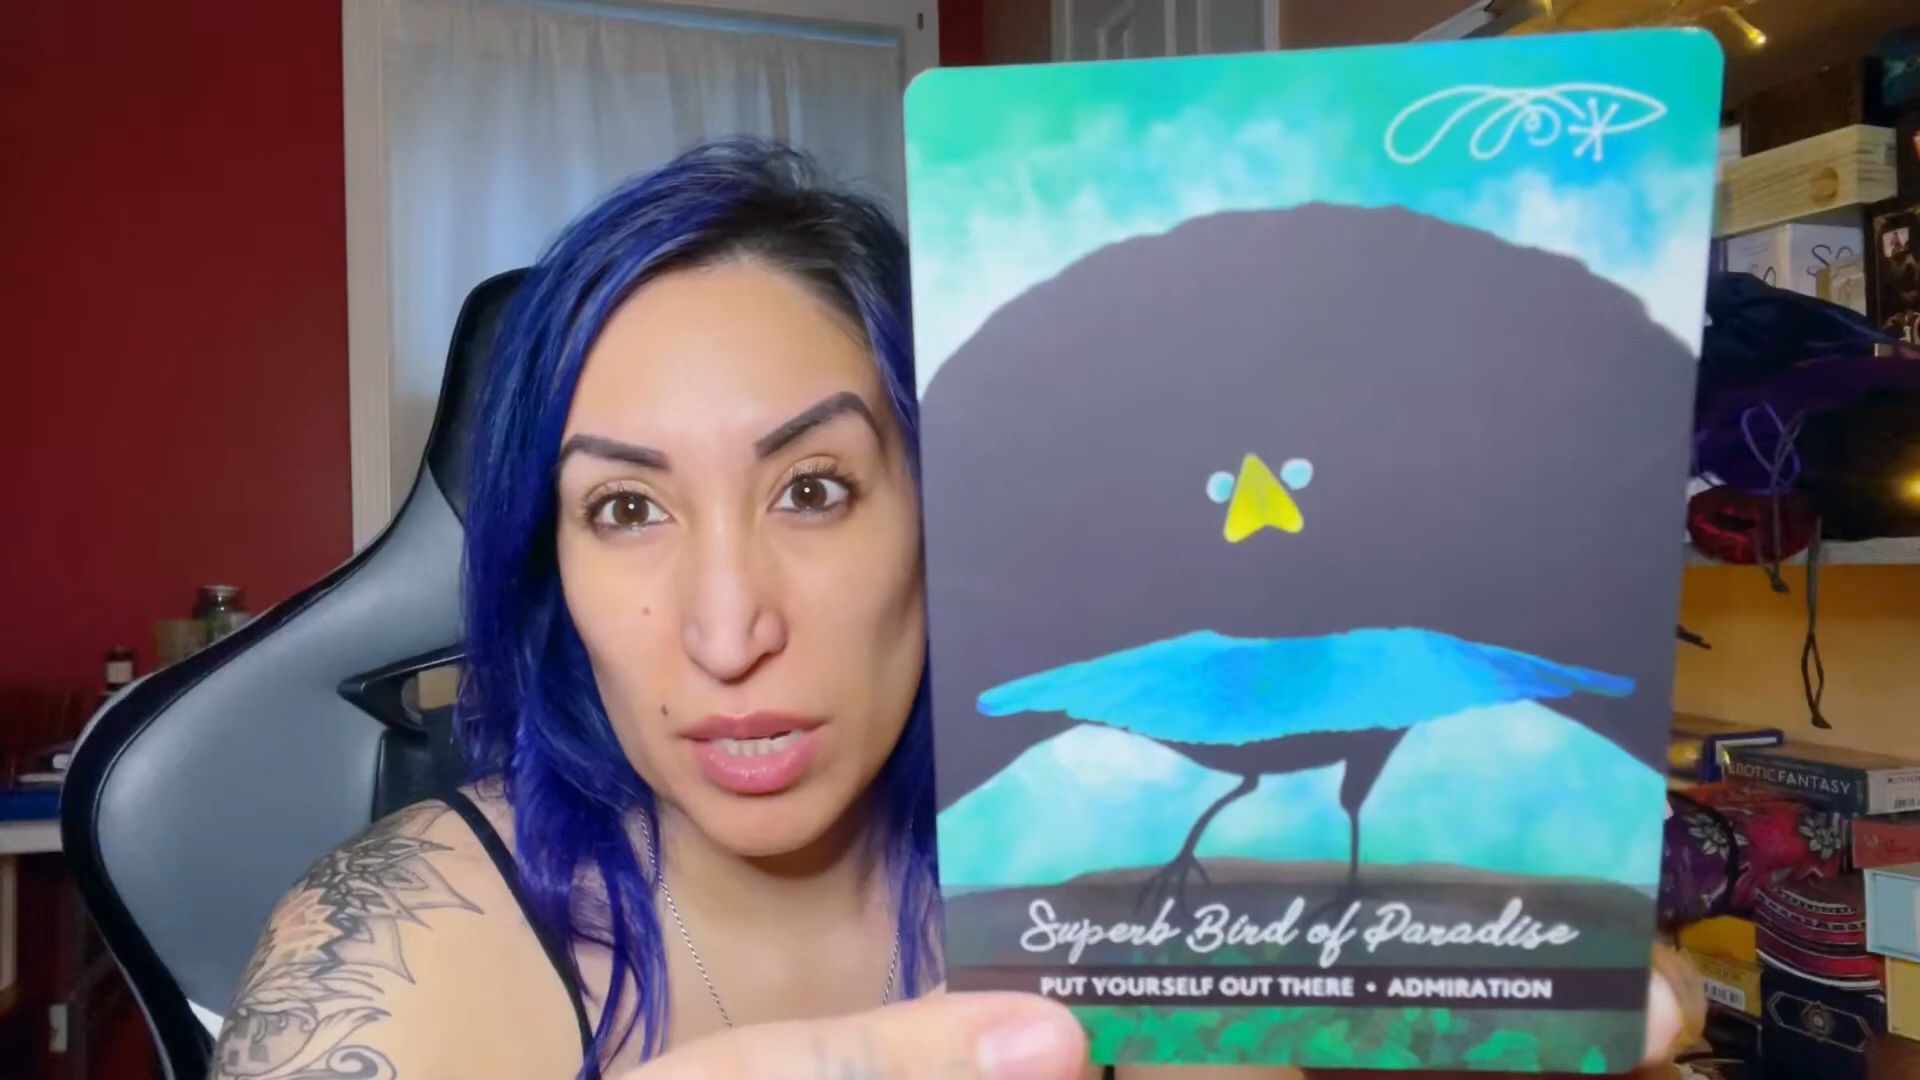 Superb Bird of Paradise
PUT YOURSELF OUT THERE • ADMIRATION
EROTIC FANTASY